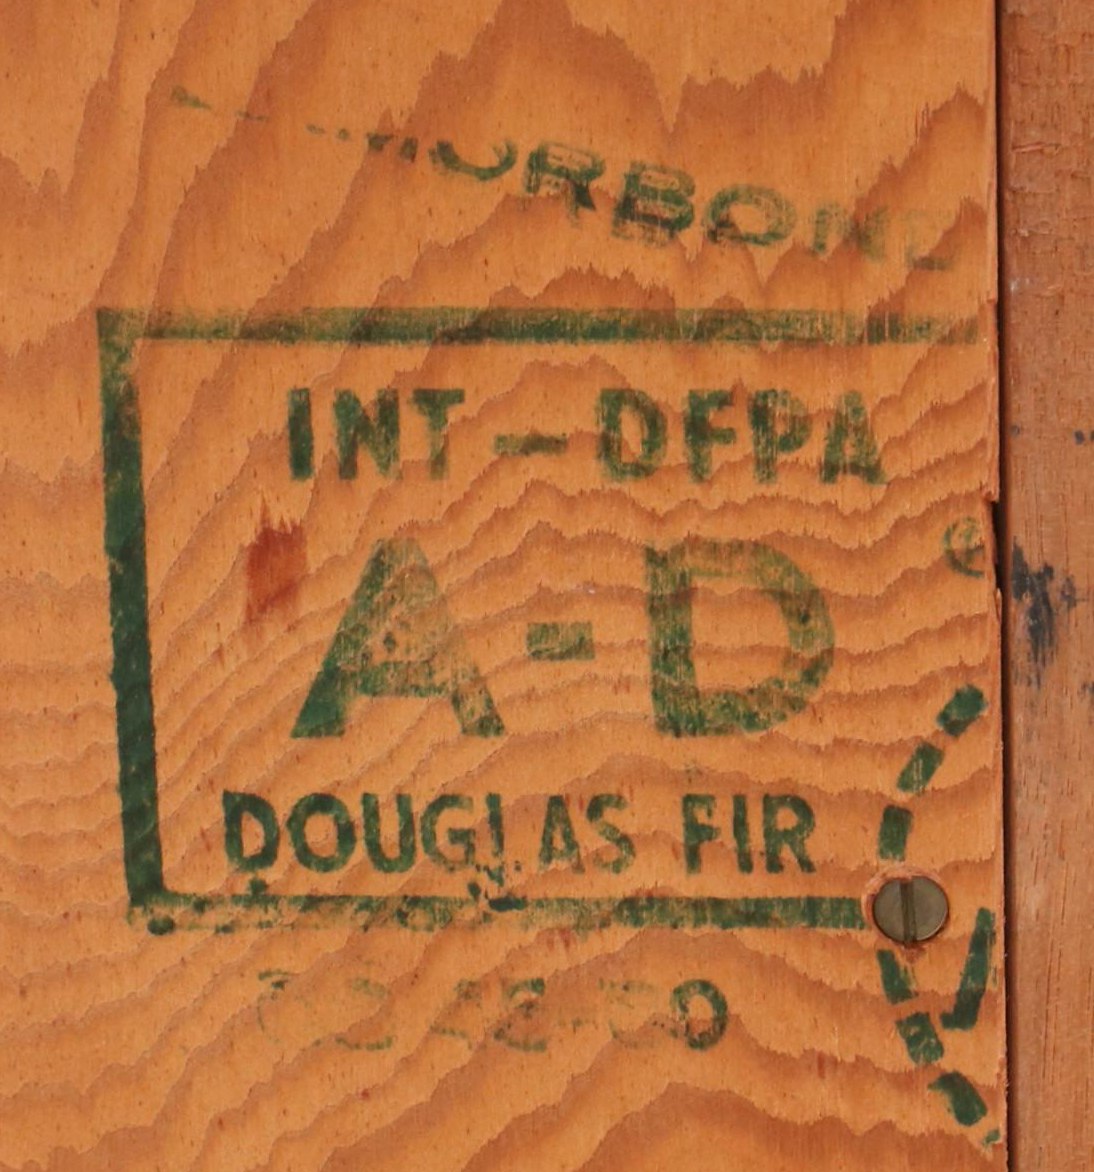 INT-DFPA
A-D
DOUGLAS FIR